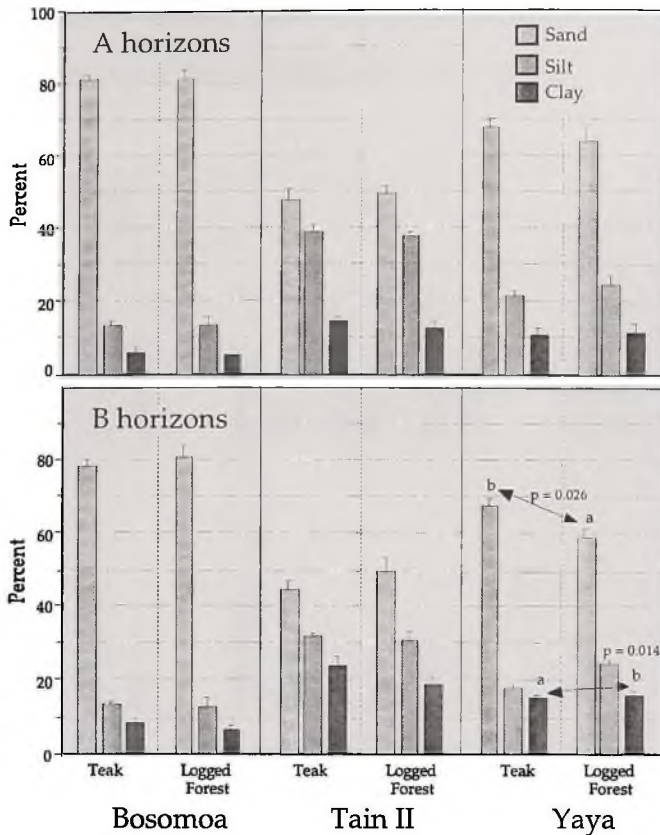 100
A horizons
Sand
Silt
Clay
80
60
40
20
0
Percent
B horizons
80
60
40
20
0
Percent
b
p = 0.026
a
p = 0.014
a
b
Teak
Logged
Forest
Teak
Logged
Forest
Teak
Logged
Forest
Bosomoa
Tain II
Yaya